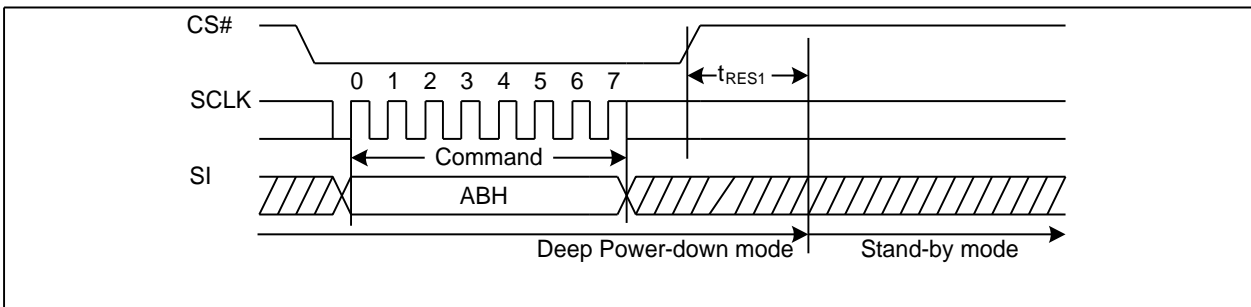 CS#
0 1 2 3 4 5 6 7
tRES1
SCLK
Command
SI
ABH
Deep Power-down mode Stand-by mode